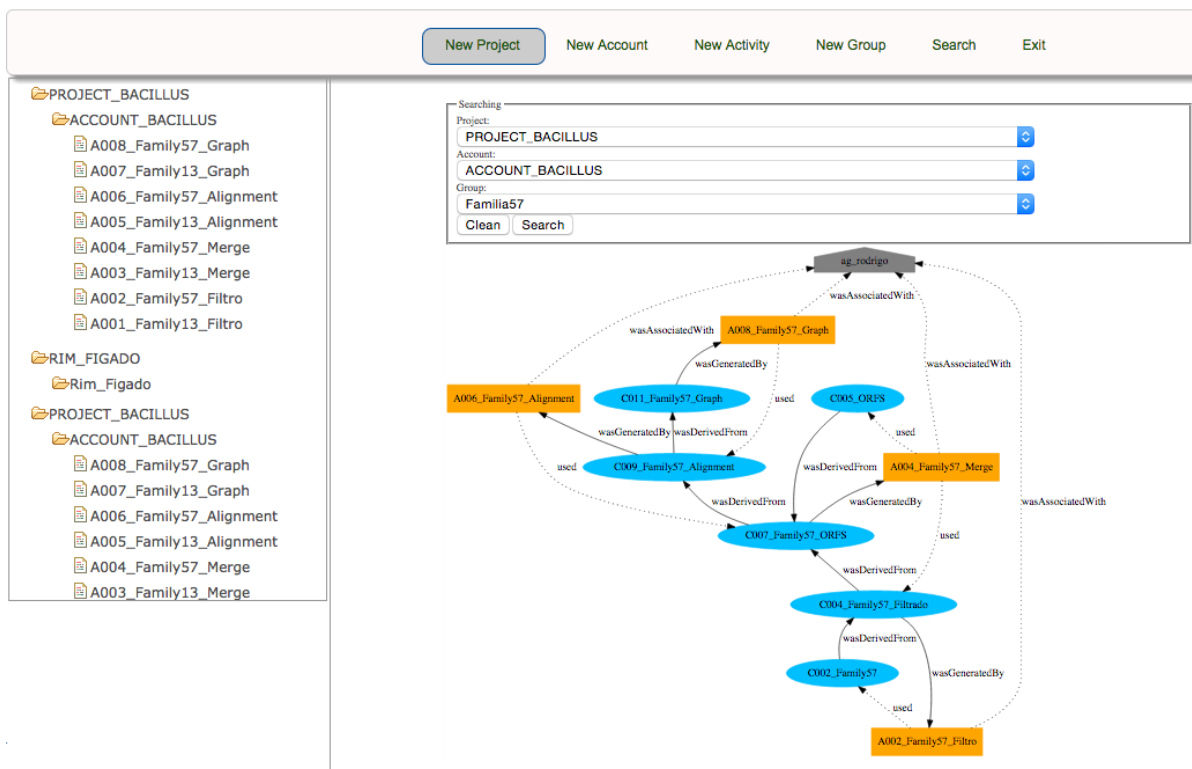 New Project New Account New Activity New Group Search Exit
PROJECT_BACILLUS
ACCOUNT_BACILLUS
A008_Family57_Graph
A007_Family13_Graph
A006_Family57_Alignment
A005_Family13_Alignment
A004_Family57_Merge
A003_Family13_Merge
A002_Family57_Filtro
A001_Family13_Filtro
RIM_FIGADO
Rim_Figado
PROJECT_BACILLUS
ACCOUNT_BACILLUS
A008_Family57_Graph
A007_Family13_Graph
A006_Family57_Alignment
A005_Family13_Alignment
A004_Family57_Merge
A003_Family13_Merge
Searching
Project:
PROJECT_BACILLUS
Account:
ACCOUNT_BACILLUS
Group:
Familia57
Clean Search
ag_rodrigo
wasAssociatedWith
wasAssociatedWith A008_Family57_Graph
wasGeneratedBy wasAssociatedWith
A006_Family57_Alignment C011_Family57_Graph used C005_ORFS
wasGeneratedBy wasDerivedFrom used
used C009_Family57_Alignment wasDerivedFrom A004_Family57_Merge
wasDerivedFrom wasGeneratedBy wasAssociatedWith
C007_Family57_ORFS used
wasDerivedFrom
C004_Family57_Filtrado
wasDerivedFrom
C002_Family57 wasGeneratedBy
used
A002_Family57_Filtro